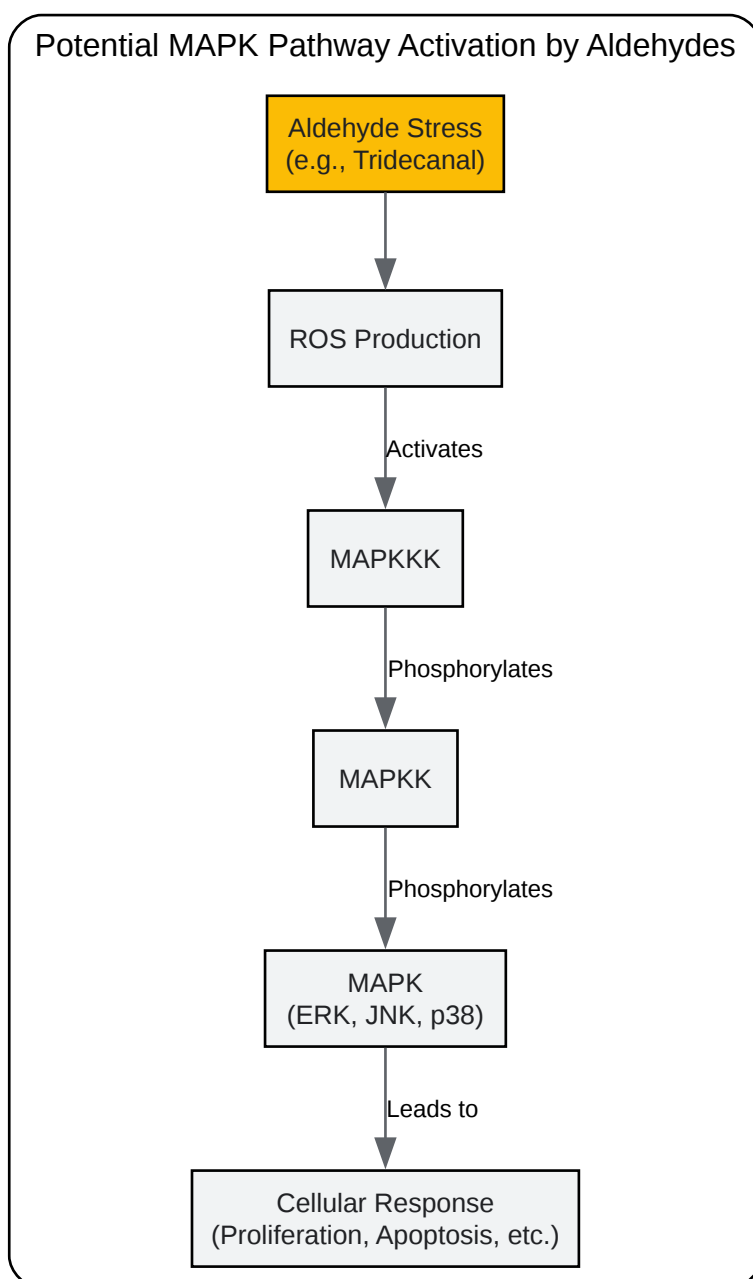 Potential MAPK Pathway Activation by Aldehydes
Aldehyde Stress
(e.g., Tridecanal)
ROS Production
Activates
MAPKKK
Phosphorylates
MAPKK
Phosphorylates
MAPK
(ERK, JNK, p38)
Leads to
Cellular Response
(Proliferation, Apoptosis, etc.)